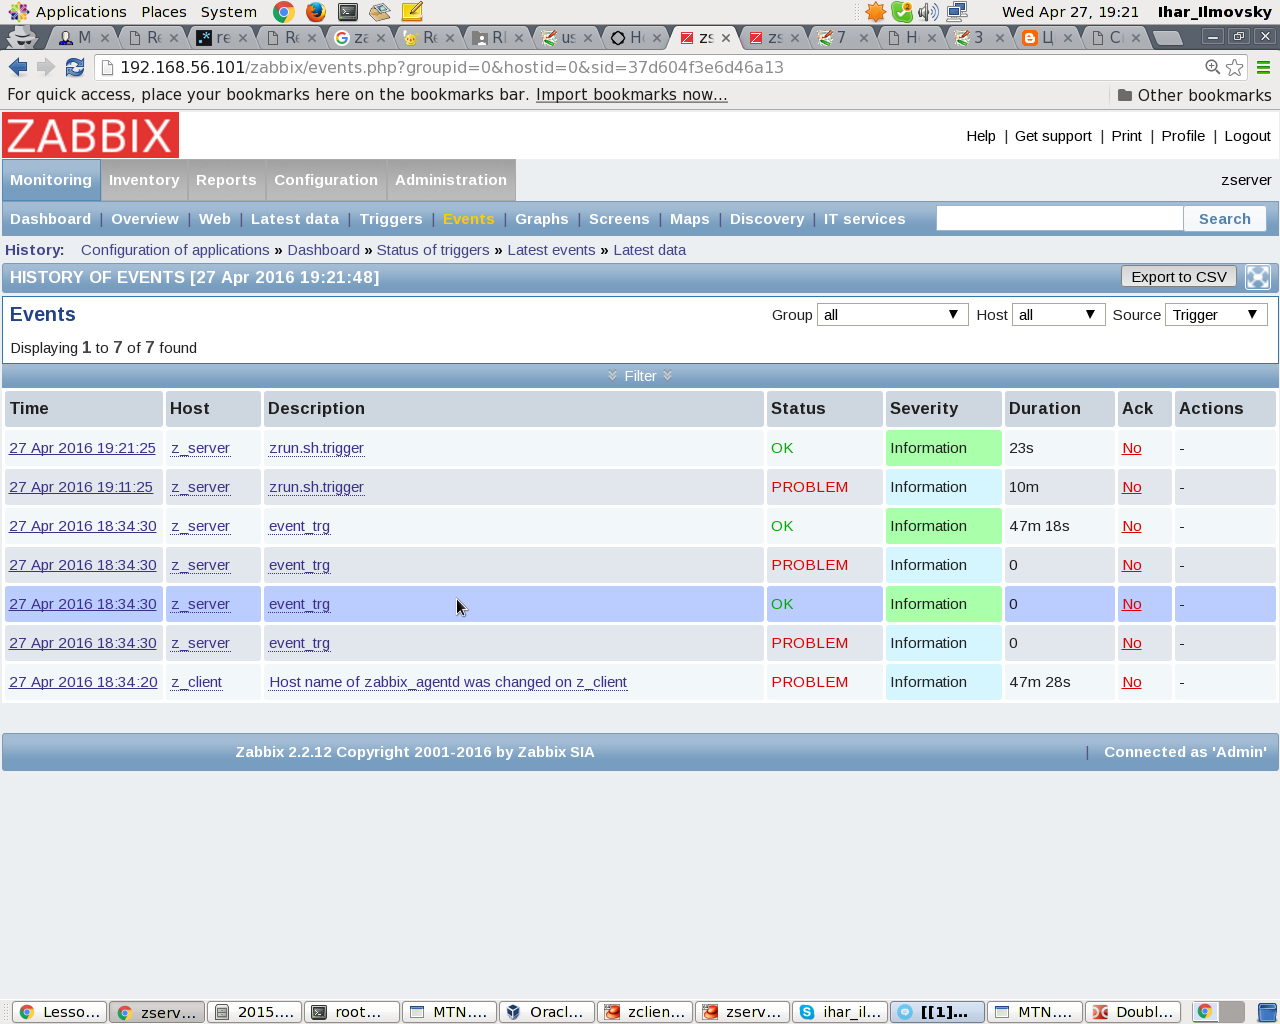 Applications Places System Wed Apr 27, 19:21 Ihar_Ilmovsky
M Re re Re za Re RI us H zs zs 7 H 3 Ц C
192.168.56.101/zabbix/events.php?groupid=0&hostid=0&sid=37d604f3e6d46a13
For quick access, place your bookmarks here on the bookmarks bar. Import bookmarks now... Other bookmarks
ZABBIX
Help | Get support | Print | Profile | Logout
Monitoring Inventory Reports Configuration Administration zserver
Dashboard | Overview | Web | Latest data | Triggers | Events | Graphs | Screens | Maps | Discovery | IT services Search
History: Configuration of applications » Dashboard » Status of triggers » Latest events » Latest data
HISTORY OF EVENTS [27 Apr 2016 19:21:48] Export to CSV
Events Group all Host all Source Trigger
Displaying 1 to 7 of 7 found
Filter
Time Host Description Status Severity Duration Ack Actions
27 Apr 2016 19:21:25 z_server zrun.sh.trigger OK Information 23s No -
27 Apr 2016 19:11:25 z_server zrun.sh.trigger PROBLEM Information 10m No -
27 Apr 2016 18:34:30 z_server event_trg OK Information 47m 18s No -
27 Apr 2016 18:34:30 z_server event_trg PROBLEM Information 0 No -
27 Apr 2016 18:34:30 z_server event_trg OK Information 0 No -
27 Apr 2016 18:34:30 z_server event_trg PROBLEM Information 0 No -
27 Apr 2016 18:34:20 z_client Host name of zabbix_agentd was changed on z_client PROBLEM Information 47m 28s No -
Zabbix 2.2.12 Copyright 2001-2016 by Zabbix SIA | Connected as 'Admin'
Lesso... zserv... 2015.... root... MTN.... Oracl... zclien... zserv... ihar_il... [[1]... MTN.... Doubl...